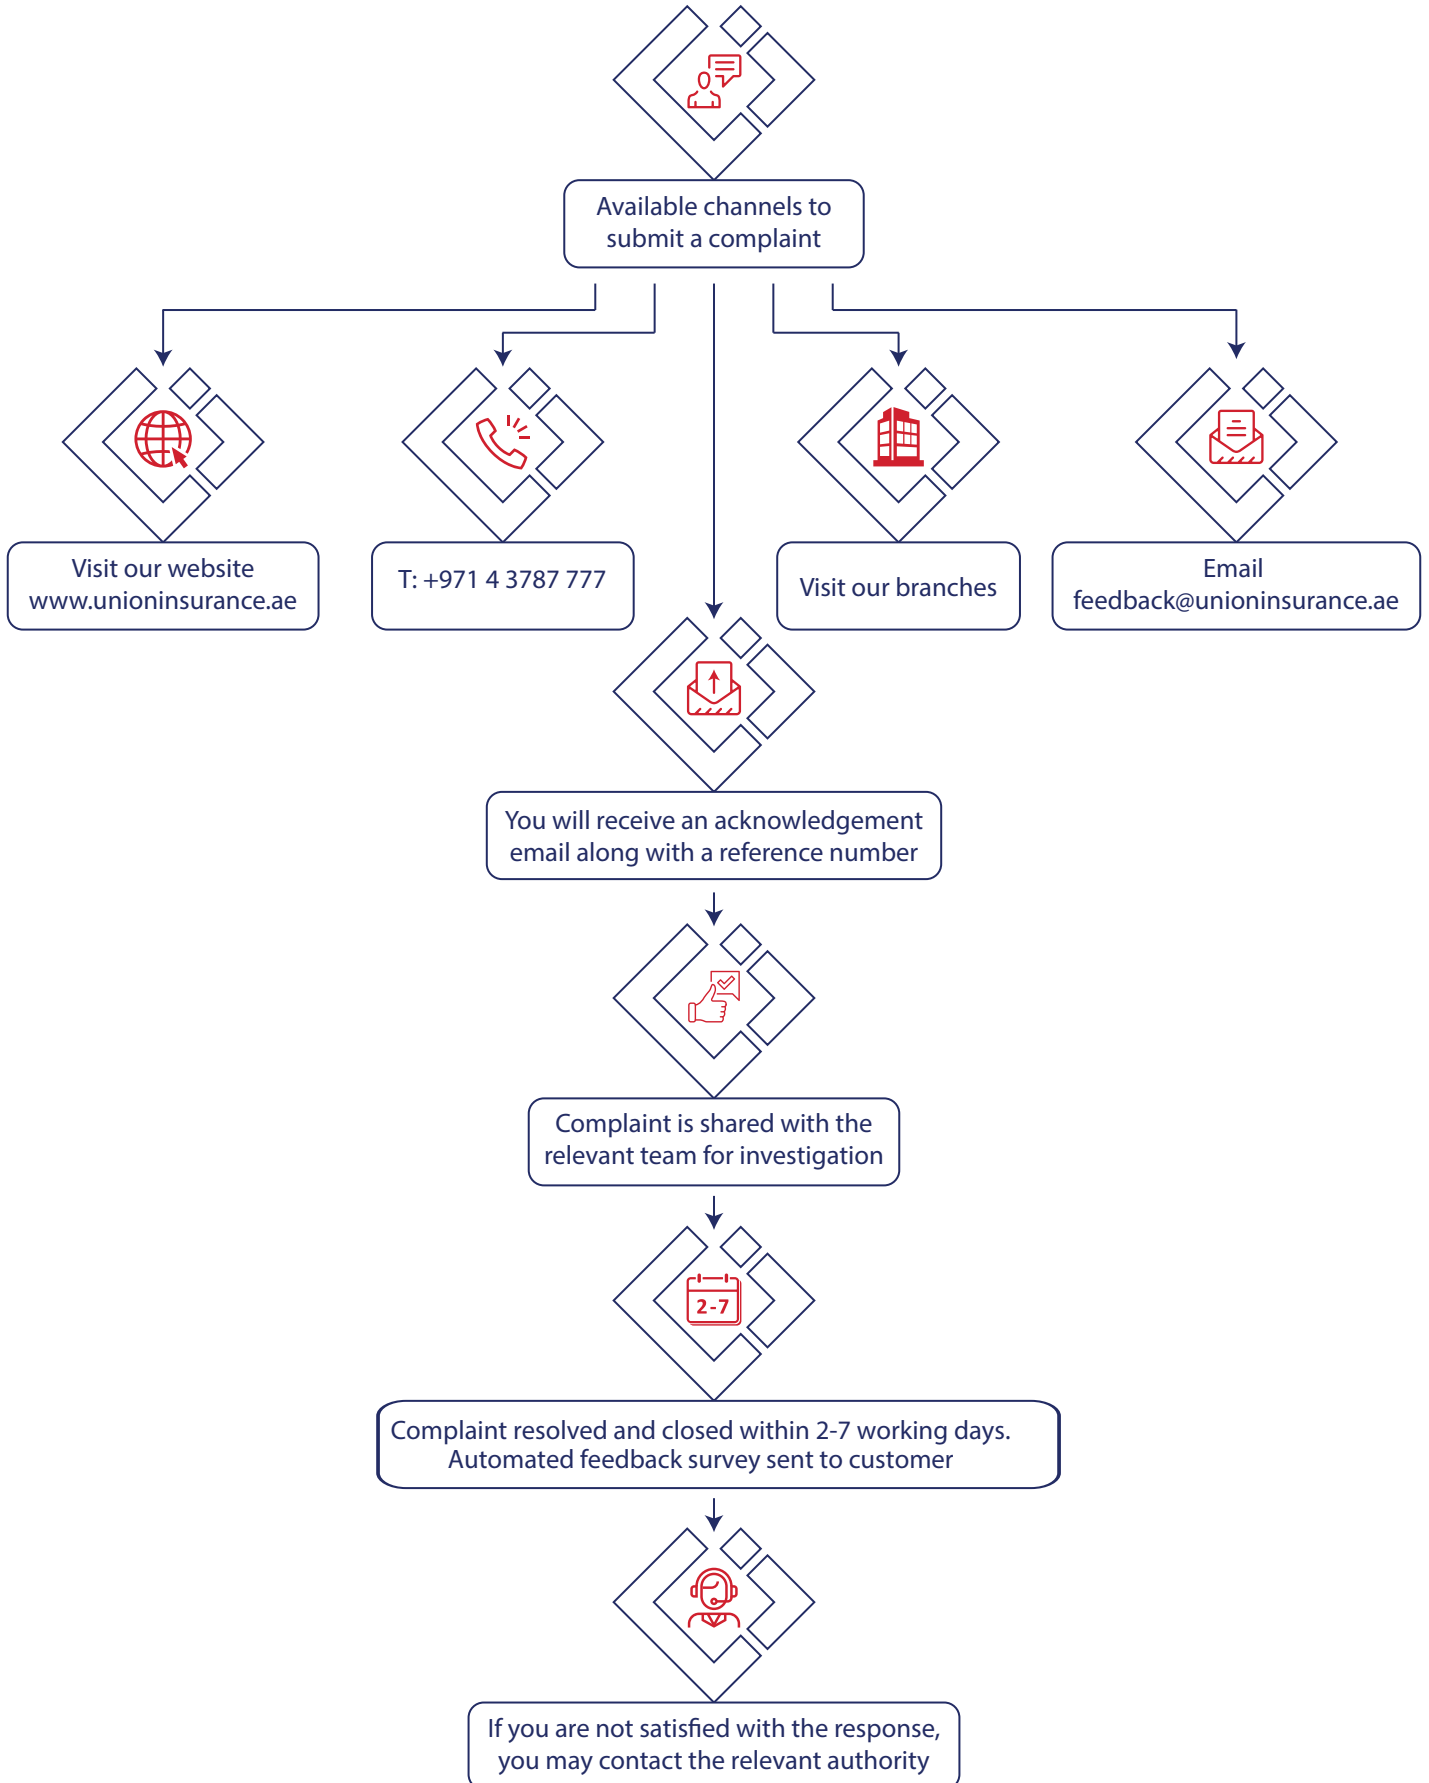 Available channels to
submit a complaint
Visit our website
www.unioninsurance.ae
T: +971 4 3787 777
Visit our branches
Email
feedback@unioninsurance.ae
You will receive an acknowledgement
email along with a reference number
Complaint is shared with the
relevant team for investigation
2-7
Complaint resolved and closed within 2-7 working days.
Automated feedback survey sent to customer
If you are not satisfied with the response,
you may contact the relevant authority